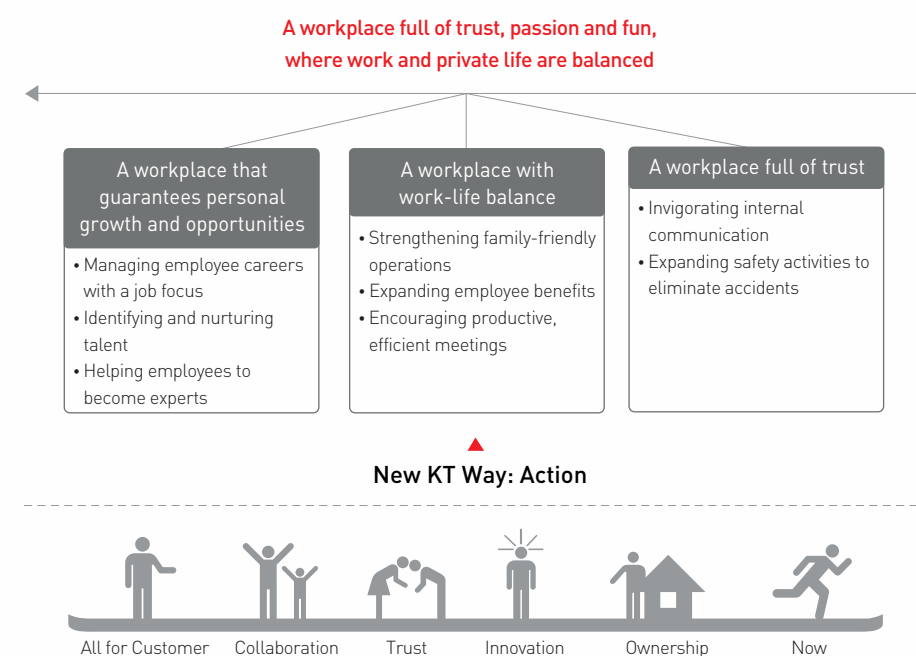 A workplace full of trust, passion and fun,
where work and private life are balanced
A workplace that
guarantees personal
growth and opportunities
• Managing employee careers
with a job focus
• Identifying and nurturing
talent
• Helping employees to
become experts
A workplace with
work-life balance
• Strengthening family-friendly
operations
• Expanding employee benefits
• Encouraging productive,
efficient meetings
A workplace full of trust
• Invigorating internal
communication
• Expanding safety activities to
eliminate accidents
New KT Way: Action
All for Customer
Collaboration
Trust
Innovation
Ownership
Now